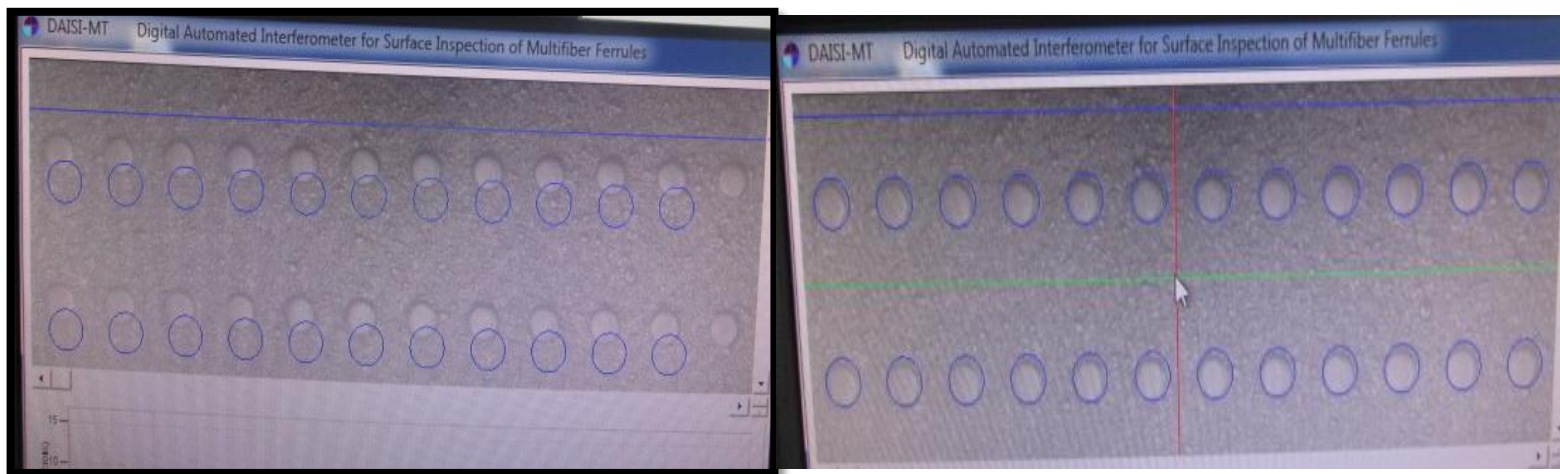 DAISI-MT Digital Automated Interferometer for Surface Inspection of Multifiber Ferrules
15
10
DAISI-MT Digital Automated Interferometer for Surface Inspection of Multifiber Ferrules